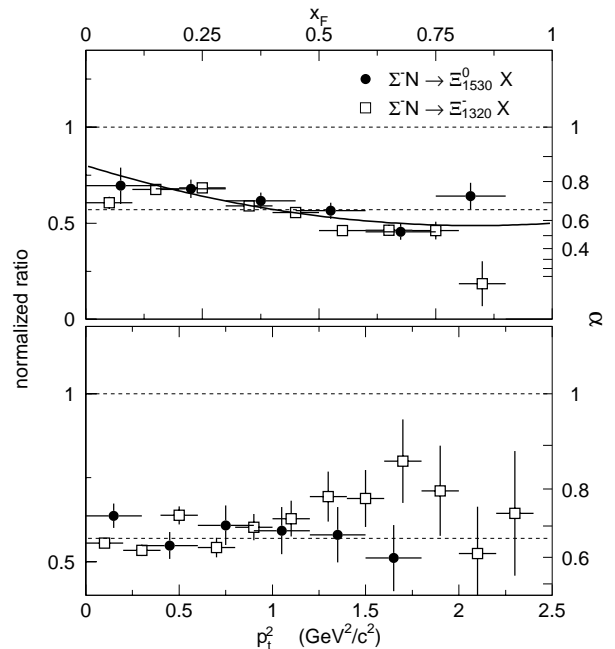 x_F
0 0.25 0.5 0.75 1
Σ⁻N → Ξ⁰₁₅₃₀ X
Σ⁻N → Ξ⁻₁₃₂₀ X
1 1
0.8
0.5 0.6
0.4
0
normalized ratio α
1 1
0.8
0.5 0.6
0 0.5 1 1.5 2 2.5
p_t² (GeV²/c²)